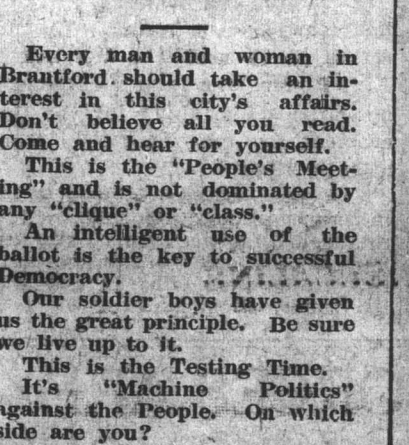 Every man and woman in
Brantford should take an in-
terest in this city's affairs.
Don't believe all you read.
Come and hear for yourself.
This is the "People's Meet-
ing" and is not dominated by
any "clique" or "class."
An intelligent use of the
ballot is the key to successful
Democracy.
Our soldier boys have given
us the great principle. Be sure
we live up to it.
This is the Testing Time.
It's "Machine Politics"
against the People. On which
side are you?